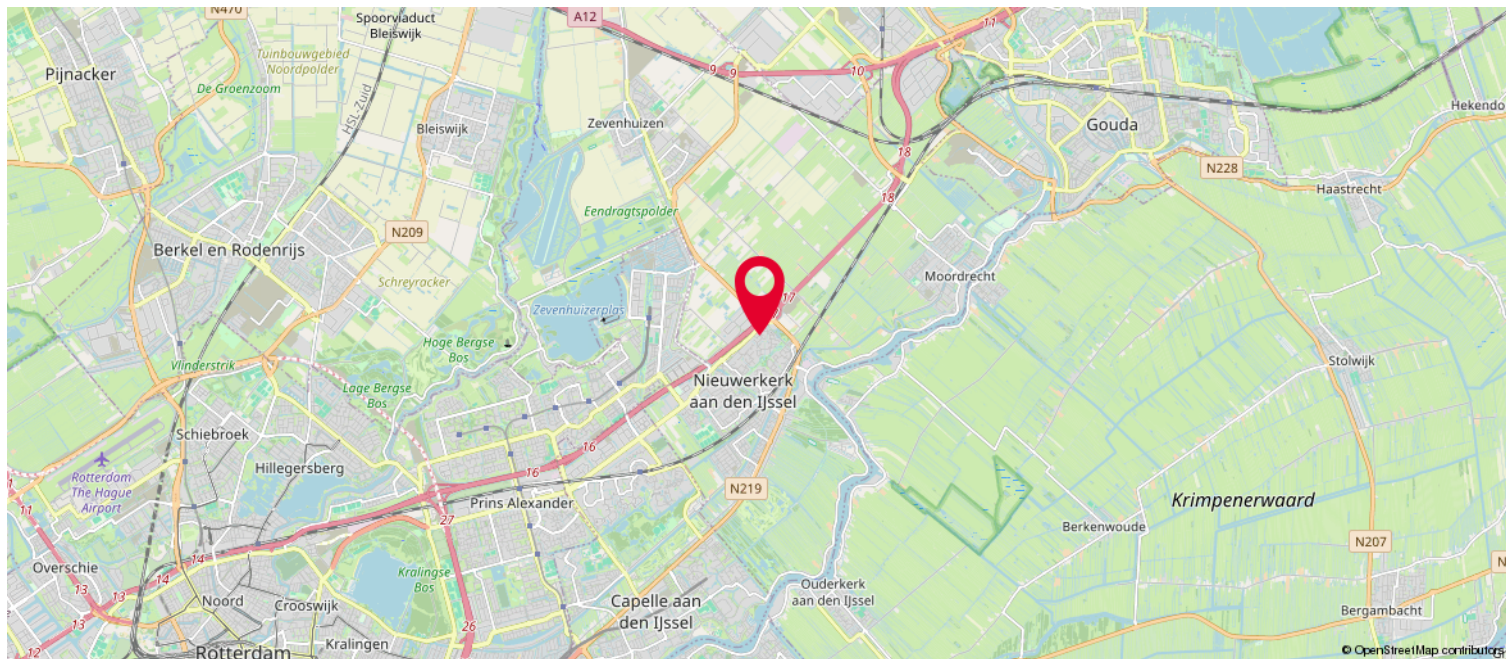 N470
Spoorviaduct
Bleiswijk
A12
11
Pijnacker
Tuinbouwgebied
Noordpolder
De Groenzoom
HSL-Zuid
9
9
10
Hekendo
Bleiswijk
Zevenhuizen
Gouda
18
N228
Haastrecht
18
Eendragtspolder
N209
Berkel en Rodenrijs
Schreyracker
Moordrecht
17
Zevenhuizerplas
Hoge Bergse
Bos
Vlinderstrik
Lage Bergse
Bos
Stolwijk
Nieuwerkerk
aan den IJssel
Schiebroek
16
Hillegersberg
16
Rotterdam
The Hague
Airport
11
N219
Prins Alexander
27
Krimpenerwaard
Berkenwoude
N207
14
14
Overschie
13
13
Kralingse
Bos
Ouderkerk
aan den IJssel
Noord
Crooswijk
Capelle aan
den IJssel
Bergambacht
13
26
12
Kralingen
Rotterdam
© OpenStreetMap contributors